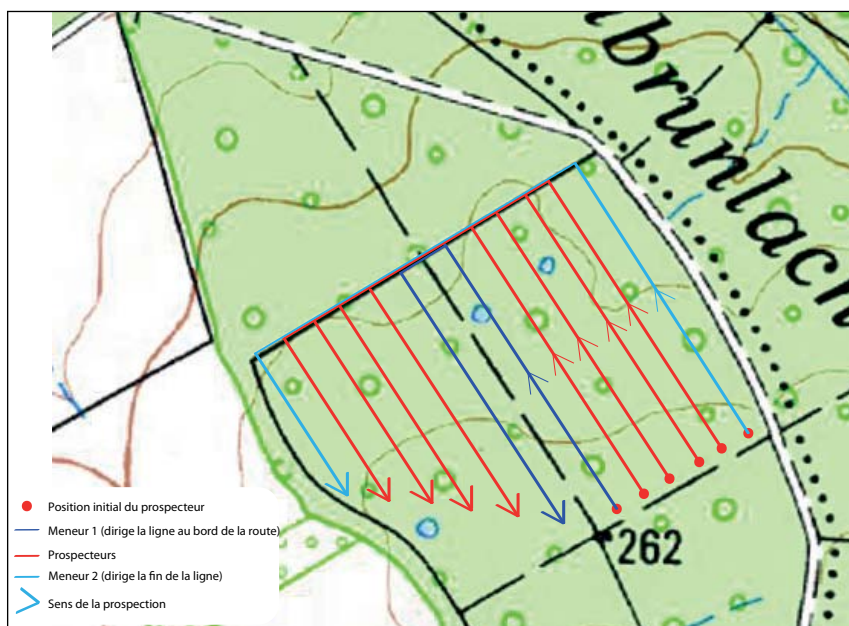 abrunlach
262
Position initial du prospecteur
Meneur 1 (dirige la ligne au bord de la route)
Prospecteurs
Meneur 2 (dirige la fin de la ligne)
Sens de la prospection